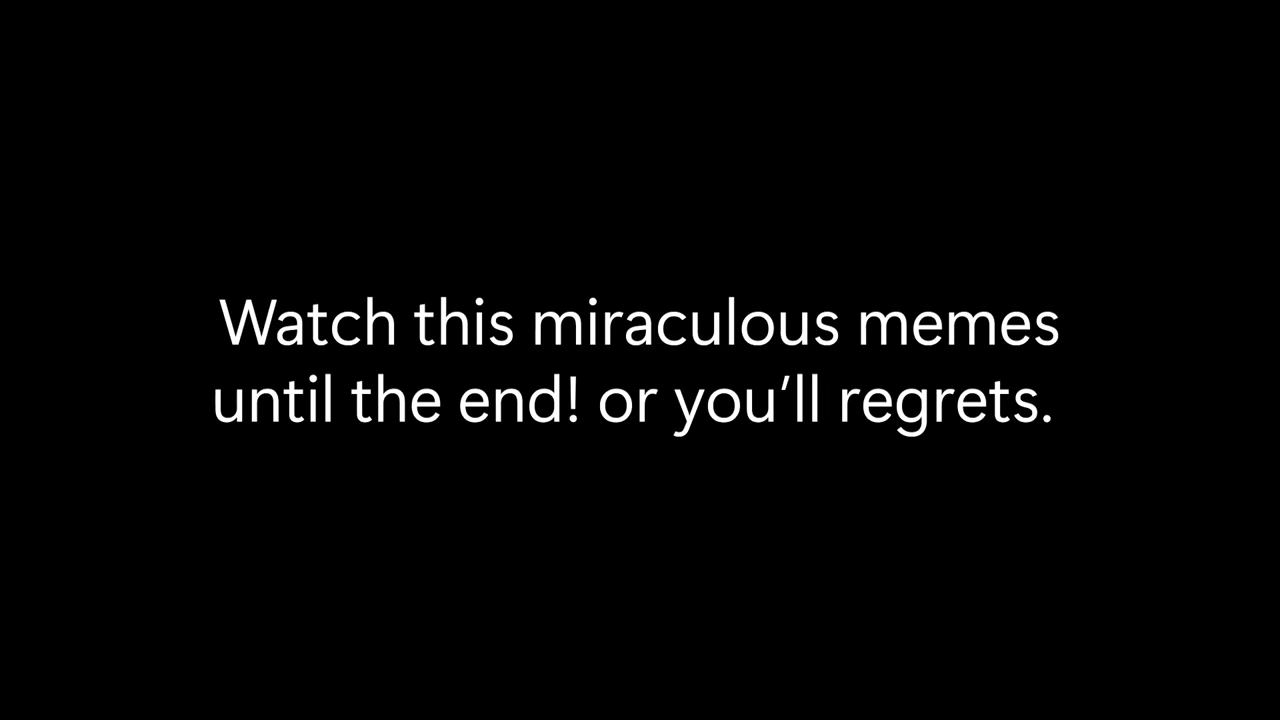 Watch this miraculous memes
until the end! or you’ll regrets.